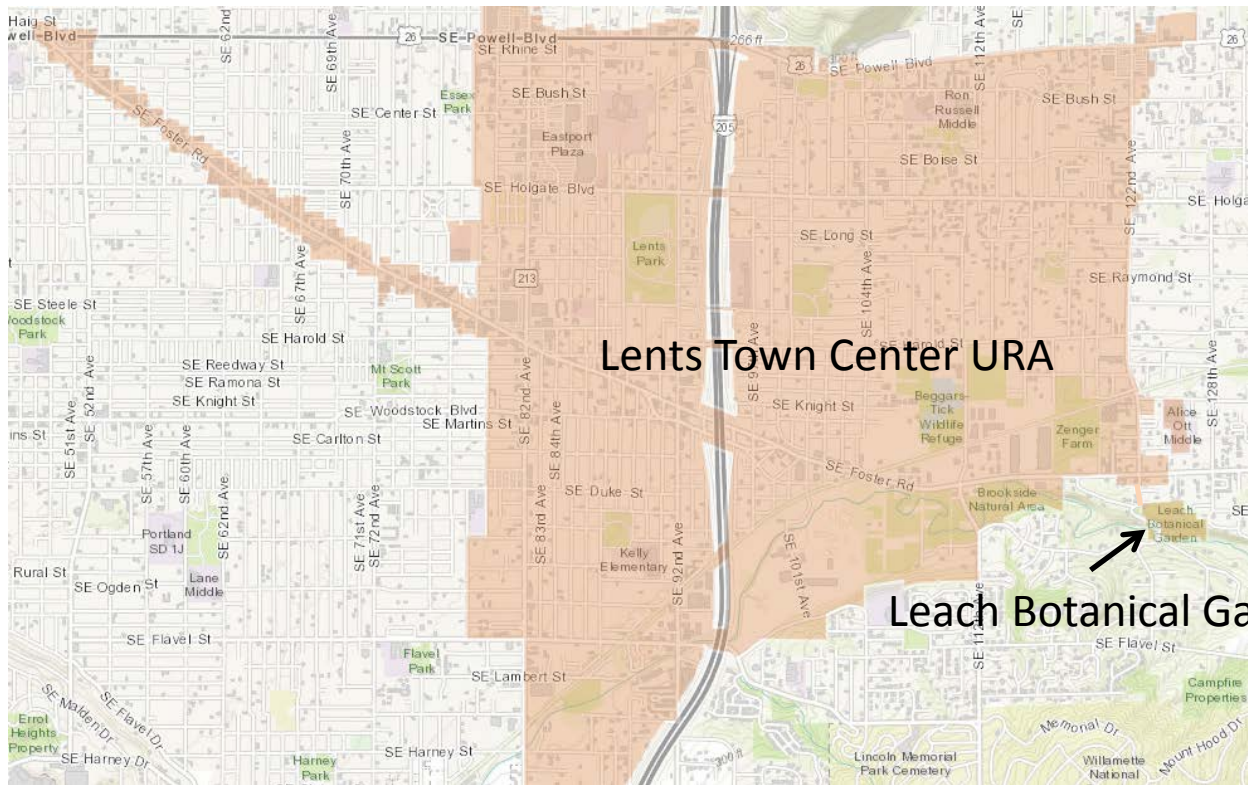 Haig St
well-Blvd
SE 62nd
SE 69th Ave
26
SE-Powell-Blvd
SE Rhine St
266 ft
26
SE Powell Blvd
SE 112th Ave
26
Essex
Park
SE Center St
SE Bush St
Ron
Russell
Middle
SE Bush St
205
SE Foster Rd
SE 70th Ave
Eastport
Plaza
SE Boise St
SE 122nd Ave
SE Holgate Blvd
SE Holga
Lents
Park
SE Long St
SE 104th Ave
213
SE Raymond St
SE Steele St
Woodstock
Park
SE 67th Ave
SE Harold St
SE Harold St
Lents Town Center URA
SE Reedway St
SE Ramona St
SE Knight St
Mt Scott
Park
SE 82nd Ave
SE 84th Ave
SE Woodstock Blvd
SE Martins St
SE Knight St
Beggars-
Tick
Wildlife
Refuge
Zenger
Farm
Alice
Ott
Middle
SE-128th Ave
SE 51st Ave
SE 52nd Ave
ns St
SE 57th Ave
SE 60th Ave
SE Carlton St
SE Foster Rd
SE Duke St
SE 83rd Ave
SE 62nd Ave
SE 71st Ave
SE 72nd Ave
Brookside
Natural Area
Leach
Botanical
Garden
SE
Portland
SD 1J
Kelly
Elementary
SE 92nd Ave
SE 101st Ave
Rural St
SE Ogden St
Lane
Middle
Leach Botanical Ga
SE 112th Ave
SE Flavel St
SE Flavel St
Flavel
Park
SE Lambert St
Campfire
Properties
SE Malden Dr
SE Flavel Dr
Errol
Heights
Property
SE Harney Dr
Harney
Park
SE Harney St
300 ft
Lincoln Memorial
Park Cemetery
Memorial Dr
Mount Hood Dr
Willamette
National